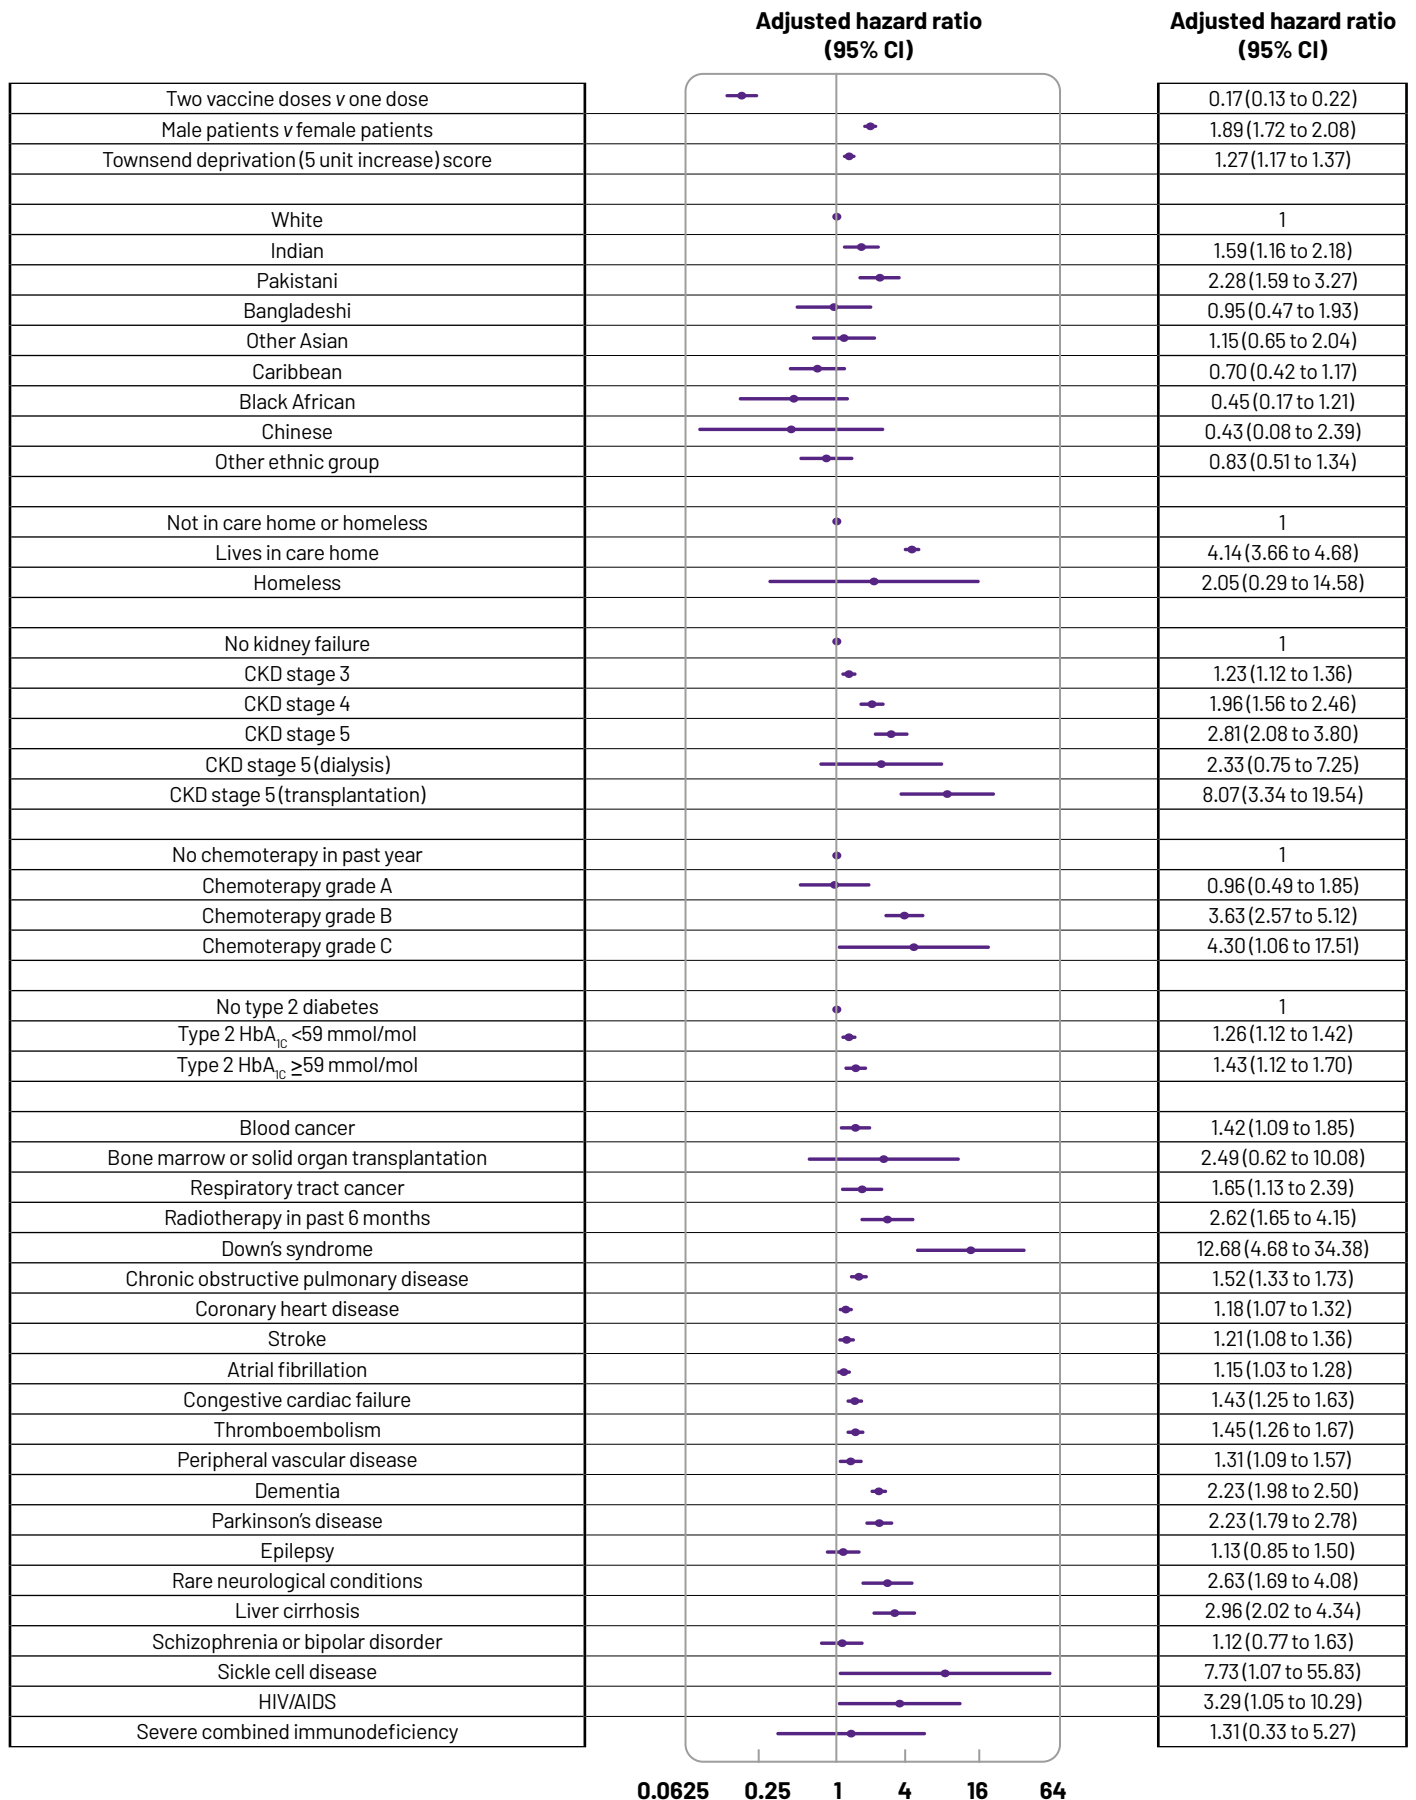 Adjusted hazard ratio
(95% CI)
Adjusted hazard ratio
(95% CI)
Two vaccine doses v one dose 0.17 (0.13 to 0.22)
Male patients v female patients 1.89 (1.72 to 2.08)
Townsend deprivation (5 unit increase) score 1.27 (1.17 to 1.37)
White 1
Indian 1.59 (1.16 to 2.18)
Pakistani 2.28 (1.59 to 3.27)
Bangladeshi 0.95 (0.47 to 1.93)
Other Asian 1.15 (0.65 to 2.04)
Caribbean 0.70 (0.42 to 1.17)
Black African 0.45 (0.17 to 1.21)
Chinese 0.43 (0.08 to 2.39)
Other ethnic group 0.83 (0.51 to 1.34)
Not in care home or homeless 1
Lives in care home 4.14 (3.66 to 4.68)
Homeless 2.05 (0.29 to 14.58)
No kidney failure 1
CKD stage 3 1.23 (1.12 to 1.36)
CKD stage 4 1.96 (1.56 to 2.46)
CKD stage 5 2.81 (2.08 to 3.80)
CKD stage 5 (dialysis) 2.33 (0.75 to 7.25)
CKD stage 5 (transplantation) 8.07 (3.34 to 19.54)
No chemoterapy in past year 1
Chemoterapy grade A 0.96 (0.49 to 1.85)
Chemoterapy grade B 3.63 (2.57 to 5.12)
Chemoterapy grade C 4.30 (1.06 to 17.51)
No type 2 diabetes 1
Type 2 HbA1C <59 mmol/mol 1.26 (1.12 to 1.42)
Type 2 HbA1C ≥59 mmol/mol 1.43 (1.12 to 1.70)
Blood cancer 1.42 (1.09 to 1.85)
Bone marrow or solid organ transplantation 2.49 (0.62 to 10.08)
Respiratory tract cancer 1.65 (1.13 to 2.39)
Radiotherapy in past 6 months 2.62 (1.65 to 4.15)
Down's syndrome 12.68 (4.68 to 34.38)
Chronic obstructive pulmonary disease 1.52 (1.33 to 1.73)
Coronary heart disease 1.18 (1.07 to 1.32)
Stroke 1.21 (1.08 to 1.36)
Atrial fibrillation 1.15 (1.03 to 1.28)
Congestive cardiac failure 1.43 (1.25 to 1.63)
Thromboembolism 1.45 (1.26 to 1.67)
Peripheral vascular disease 1.31 (1.09 to 1.57)
Dementia 2.23 (1.98 to 2.50)
Parkinson's disease 2.23 (1.79 to 2.78)
Epilepsy 1.13 (0.85 to 1.50)
Rare neurological conditions 2.63 (1.69 to 4.08)
Liver cirrhosis 2.96 (2.02 to 4.34)
Schizophrenia or bipolar disorder 1.12 (0.77 to 1.63)
Sickle cell disease 7.73 (1.07 to 55.83)
HIV/AIDS 3.29 (1.05 to 10.29)
Severe combined immunodeficiency 1.31 (0.33 to 5.27)
0.0625 0.25 1 4 16 64